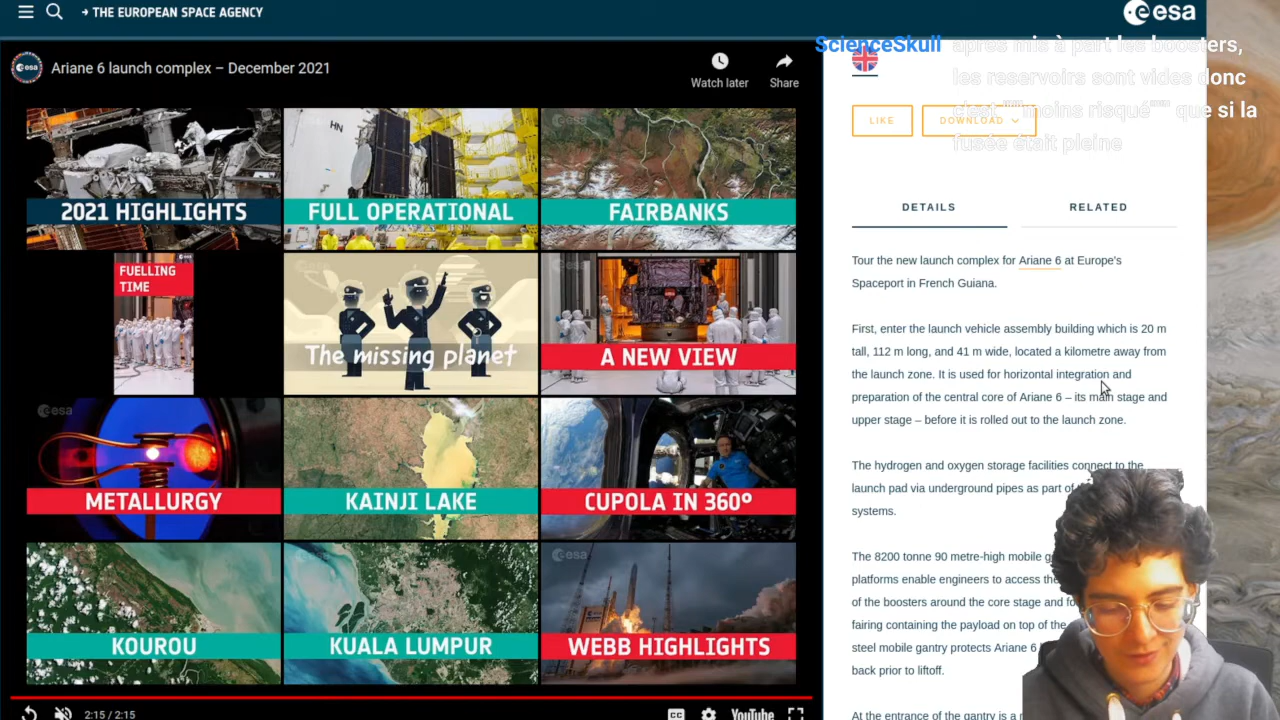 → THE EUROPEAN SPACE AGENCY
esa
esa
Ariane 6 launch complex – December 2021
Watch later
Share
HN
2021 HIGHLIGHTS
FULL OPERATIONAL
FAIRBANKS
FUELLING
TIME
The missing planet
A NEW VIEW
esa
METALLURGY
KAINJI LAKE
CUPOLA IN 360º
KOUROU
KUALA LUMPUR
esa
WEBB HIGHLIGHTS
2:15 / 2:15
CC
YouTube
ScienceSkull
apres mis à part les boosters,
les reservoirs sont vides donc
c'est """moins risqué""" que si la
fusée était pleine
LIKE
DOWNLOAD
DETAILS
RELATED
Tour the new launch complex for Ariane 6 at Europe's
Spaceport in French Guiana.
First, enter the launch vehicle assembly building which is 20 m
tall, 112 m long, and 41 m wide, located a kilometre away from
the launch zone. It is used for horizontal integration and
preparation of the central core of Ariane 6 – its main stage and
upper stage – before it is rolled out to the launch zone.
The hydrogen and oxygen storage facilities connect to the
launch pad via underground pipes as part of
systems.
The 8200 tonne 90 metre-high mobile
platforms enable engineers to access the
of the boosters around the core stage and
fairing containing the payload on top of the
steel mobile gantry protects Ariane 6
back prior to liftoff.
At the entrance of the gantry is a